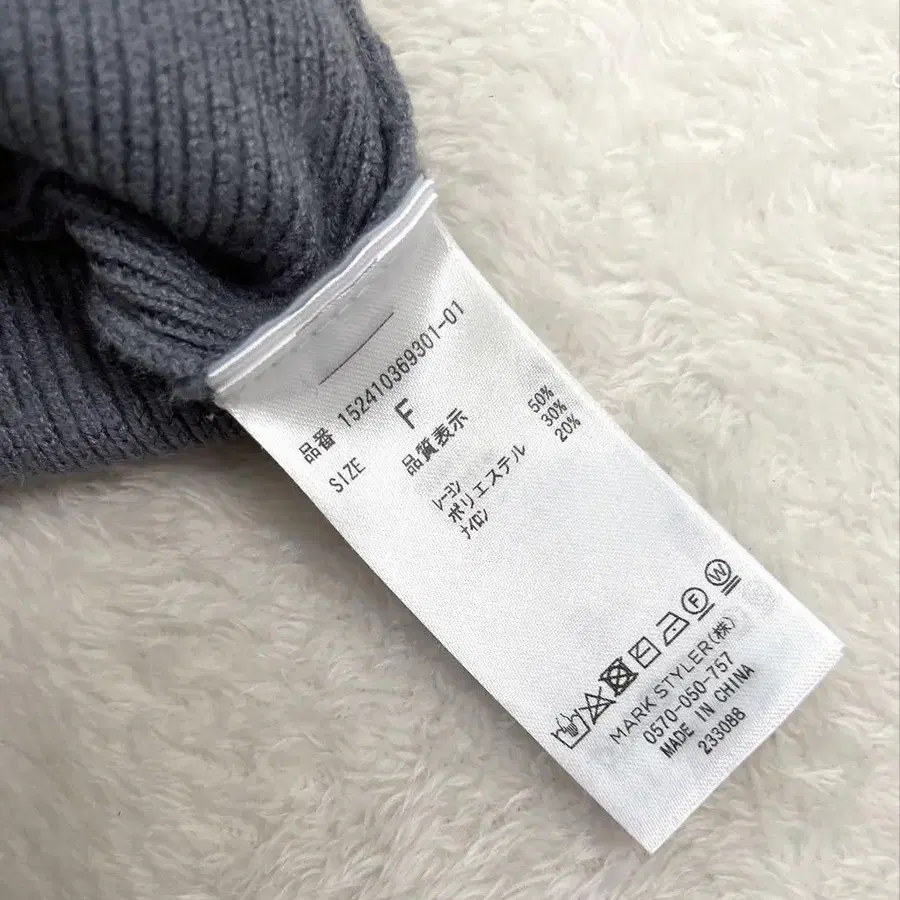 品番 152410369301-01
SIZE F
品質表示
レーヨン 50%
ポリエステル 30%
ナイロン 20%
F W
MARK STYLER(株)
0570-050-757
MADE IN CHINA
233088